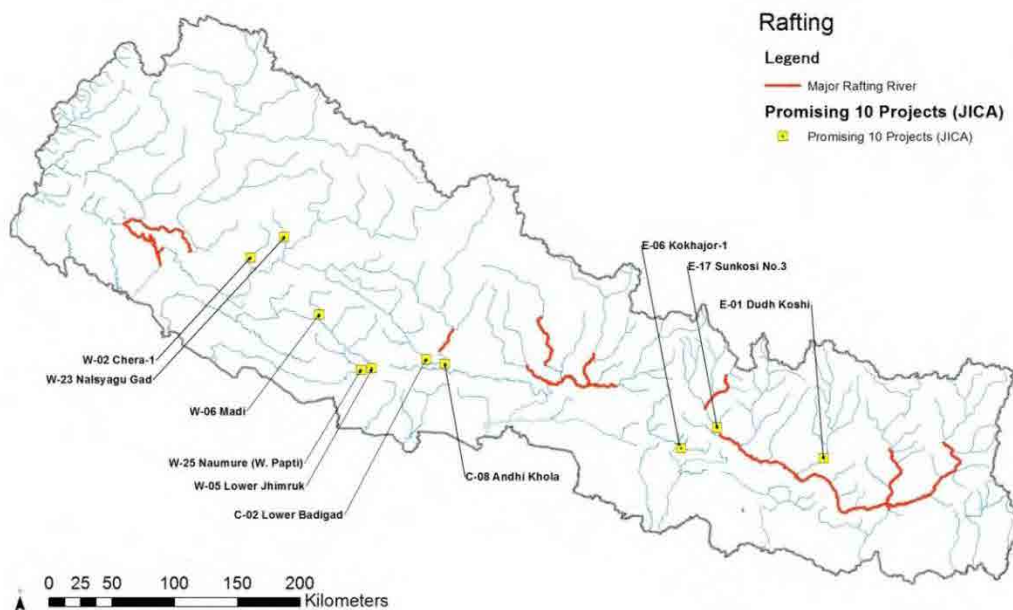 Rafting
Legend
Major Rafting River
Promising 10 Projects (JICA)
Promising 10 Projects (JICA)
E-06 Kokhajor-1
E-17 Sunkosi No.3
E-01 Dudh Koshi
W-02 Chera-1
W-23 Nalsyagu Gad
W-06 Madi
W-25 Naumure (W. Papti)
W-05 Lower Jhimruk
C-08 Andhi Khola
C-02 Lower Badigad
0 25 50 100 150 200
Kilometers